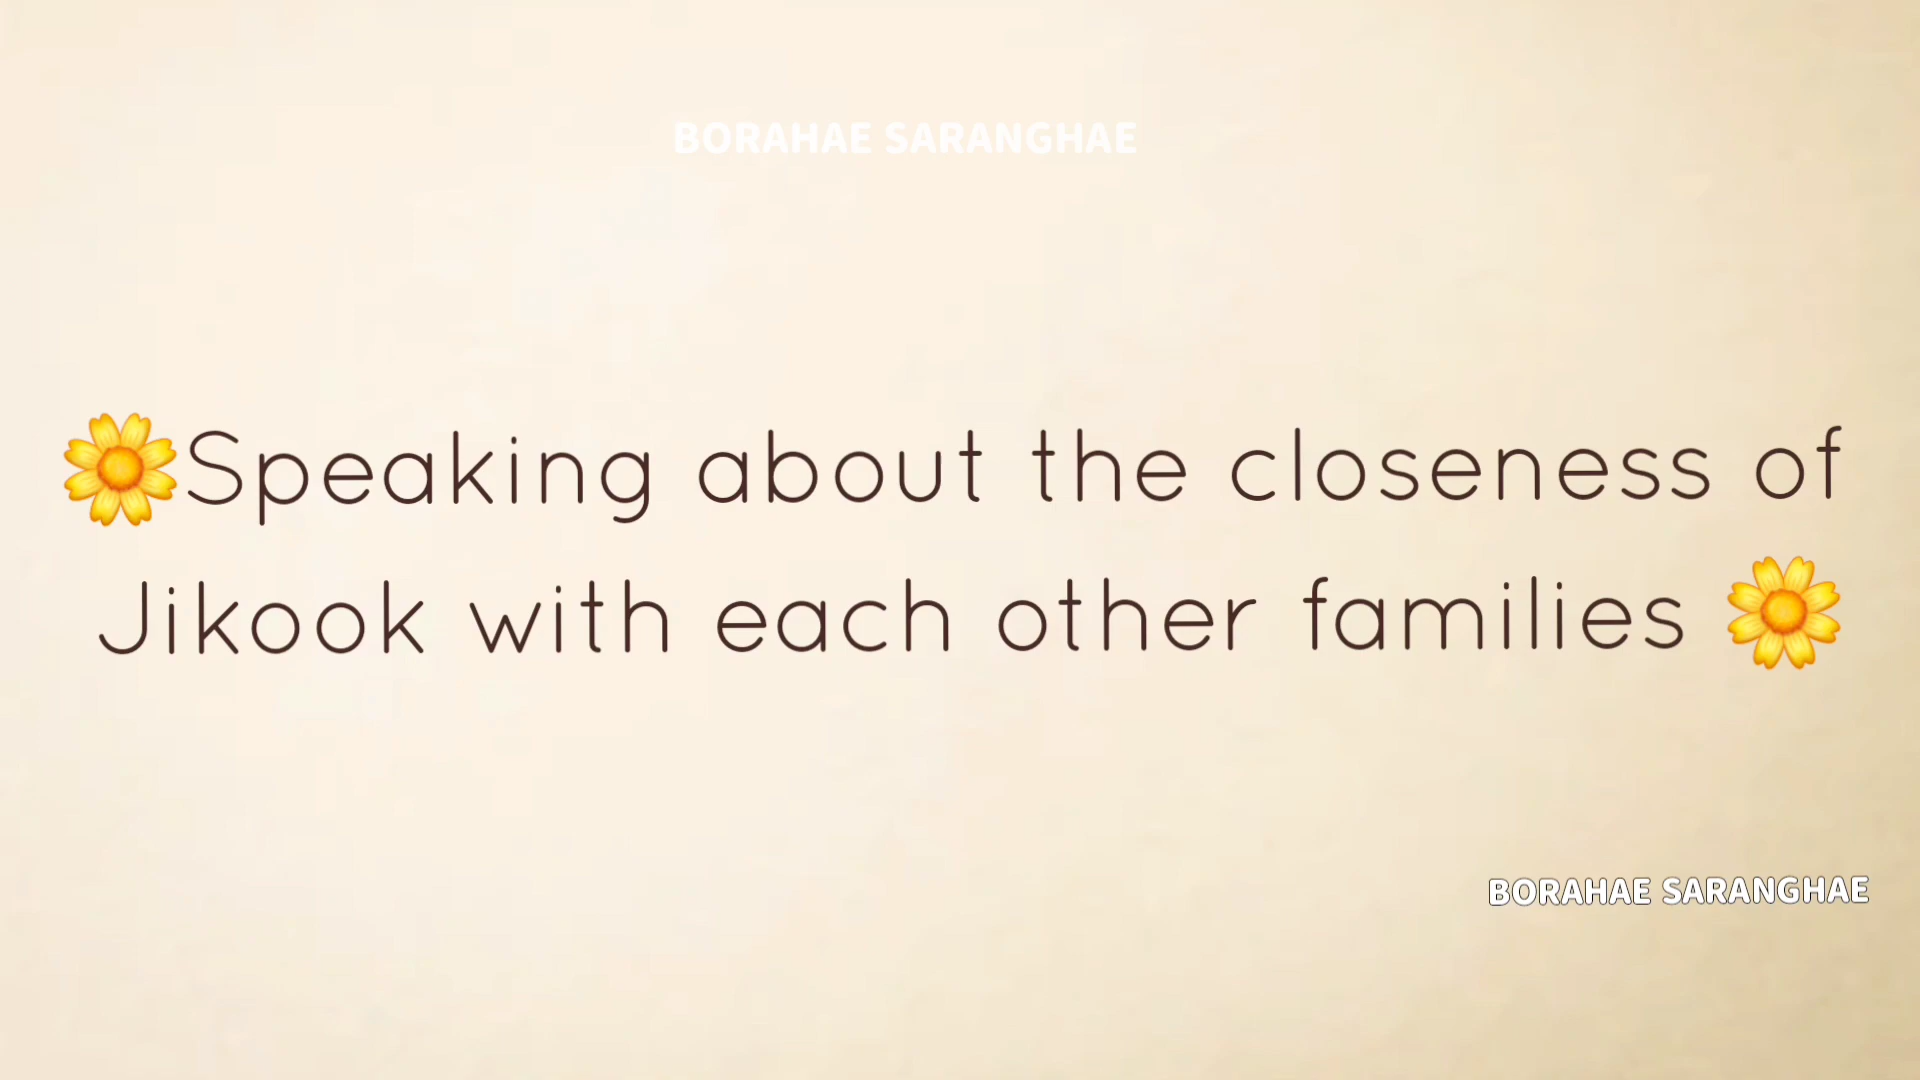 BORAHAE SARANGHAE
🌼Speaking about the closeness of
Jikook with each other families 🌼
BORAHAE SARANGHAE